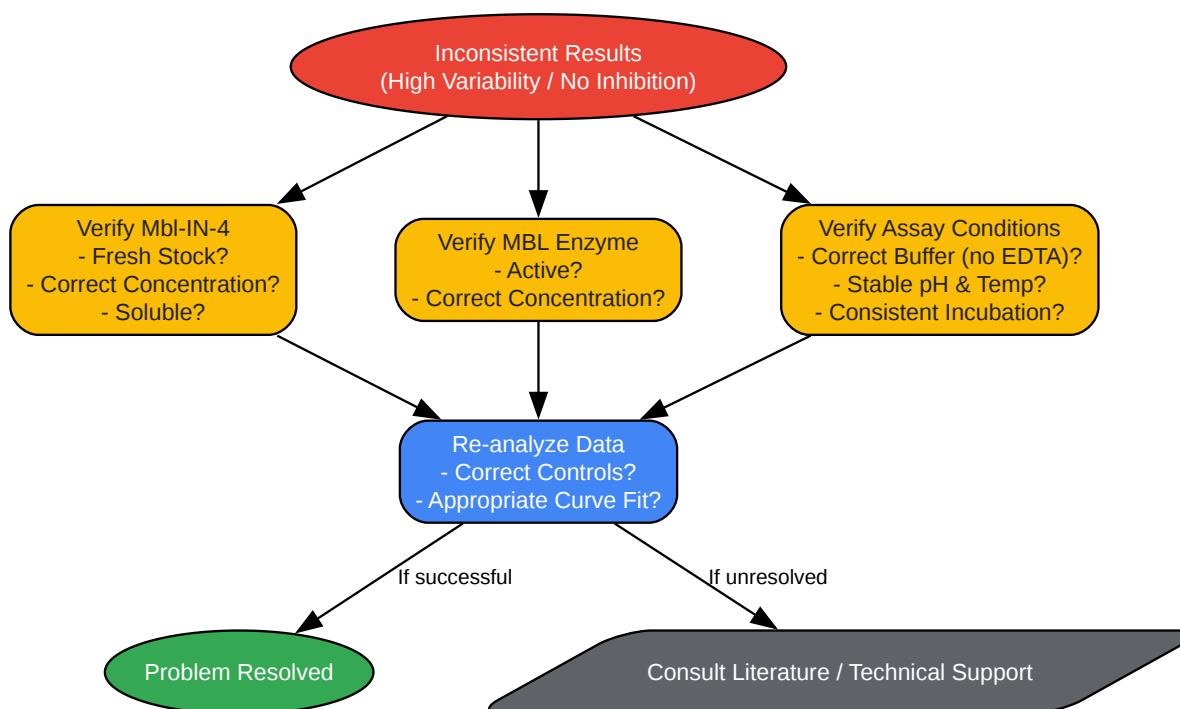 Inconsistent Results
(High Variability / No Inhibition)
Verify Mbl-IN-4
- Fresh Stock?
- Correct Concentration?
- Soluble?
Verify MBL Enzyme
- Active?
- Correct Concentration?
Verify Assay Conditions
- Correct Buffer (no EDTA)?
- Stable pH & Temp?
- Consistent Incubation?
Re-analyze Data
- Correct Controls?
- Appropriate Curve Fit?
If successful
If unresolved
Problem Resolved
Consult Literature / Technical Support